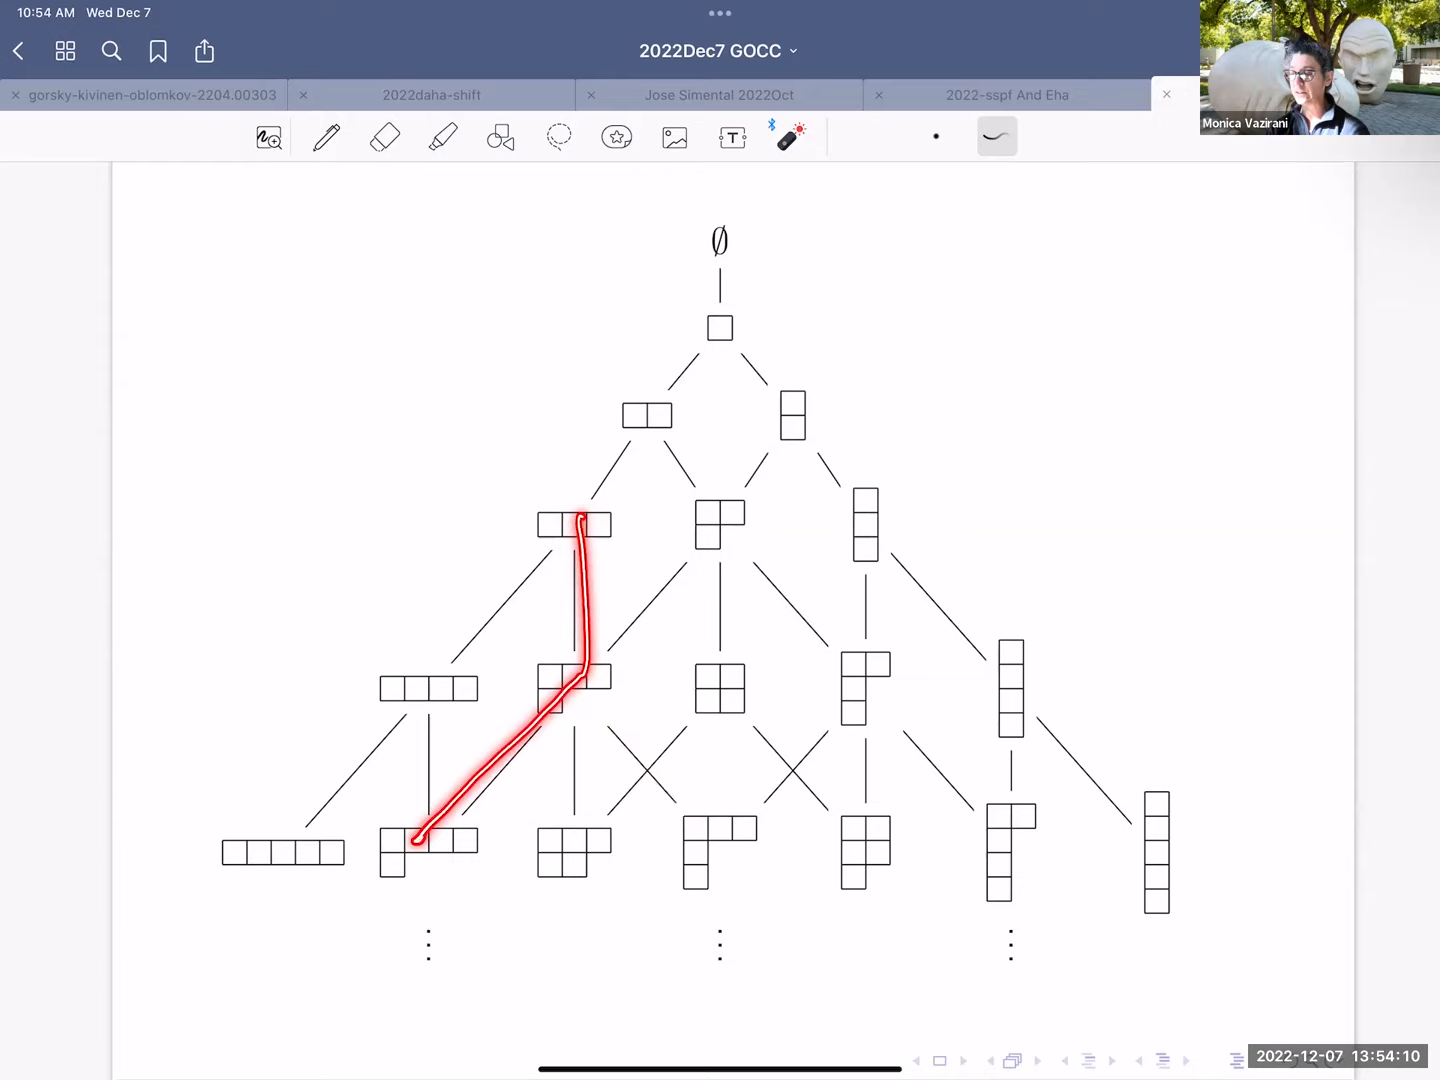 10:54 AM Wed Dec 7
2022Dec7 GOCC
gorsky-kivinen-oblomkov-2204.00303
2022daha-shift
Jose Simental 2022Oct
2022-sspf And Eha
T
Monica Vazirani
∅
2022-12-07 13:54:10